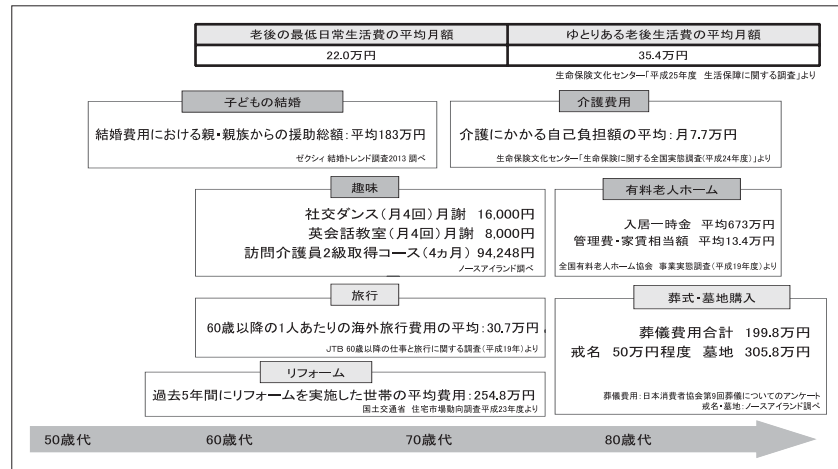 老後の最低日常生活費の平均月額
ゆとりある老後生活費の平均月額
22.0万円
35.4万円
生命保険文化センター「平成25年度 生活保障に関する調査」より
子どもの結婚
結婚費用における親・親族からの援助総額：平均183万円
ゼクシィ 結婚トレンド調査2013 調べ
介護費用
介護にかかる自己負担額の平均：月7.7万円
生命保険文化センター「生命保険に関する全国実態調査（平成24年度）」より
趣味
社交ダンス（月4回）月謝 16,000円
英会話教室（月4回）月謝 8,000円
訪問介護員2級取得コース（4ヵ月） 94,248円
ノースアイランド調べ
有料老人ホーム
入居一時金 平均673万円
管理費・家賃相当額 平均13.4万円
全国有料老人ホーム協会 事業実態調査（平成19年度）より
旅行
60歳以降の1人あたりの海外旅行費用の平均：30.7万円
JTB 60歳以降の仕事と旅行に関する調査（平成19年）より
葬式・墓地購入
葬儀費用合計 199.8万円
戒名 50万円程度 墓地 305.8万円
葬儀費用：日本消費者協会第9回葬儀についてのアンケート
戒名・墓地：ノースアイランド調べ
リフォーム
過去5年間にリフォームを実施した世帯の平均費用：254.8万円
国土交通省 住宅市場動向調査平成23年度より
50歳代
60歳代
70歳代
80歳代